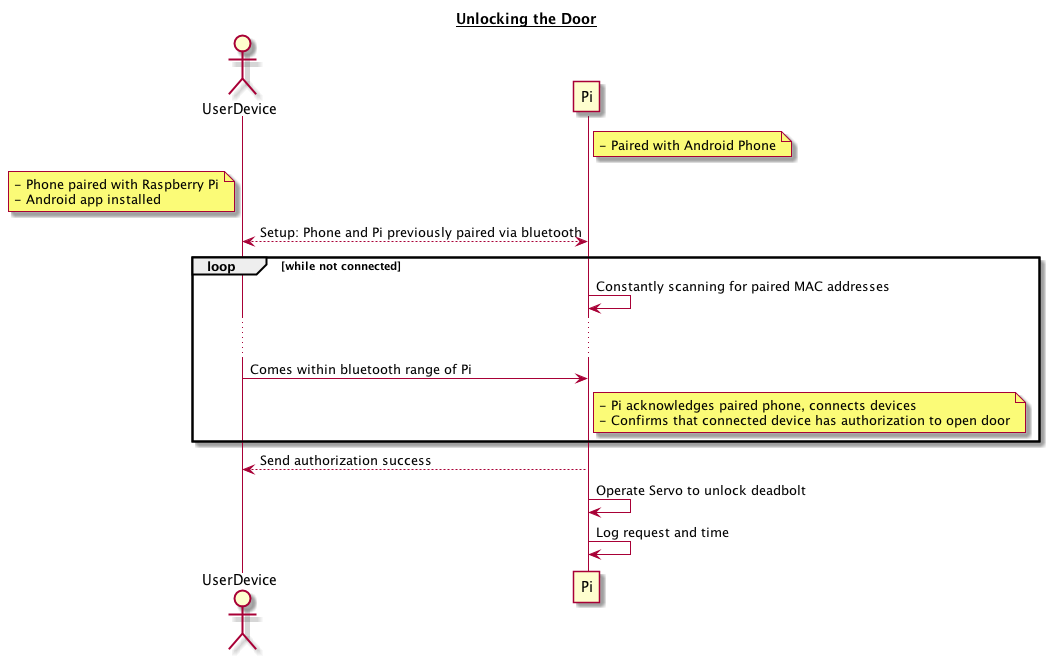 Unlocking the Door
UserDevice
Pi
- Paired with Android Phone
- Phone paired with Raspberry Pi
- Android app installed
Setup: Phone and Pi previously paired via bluetooth
loop [while not connected]
Constantly scanning for paired MAC addresses
Comes within bluetooth range of Pi
- Pi acknowledges paired phone, connects devices
- Confirms that connected device has authorization to open door
Send authorization success
Operate Servo to unlock deadbolt
Log request and time
UserDevice
Pi